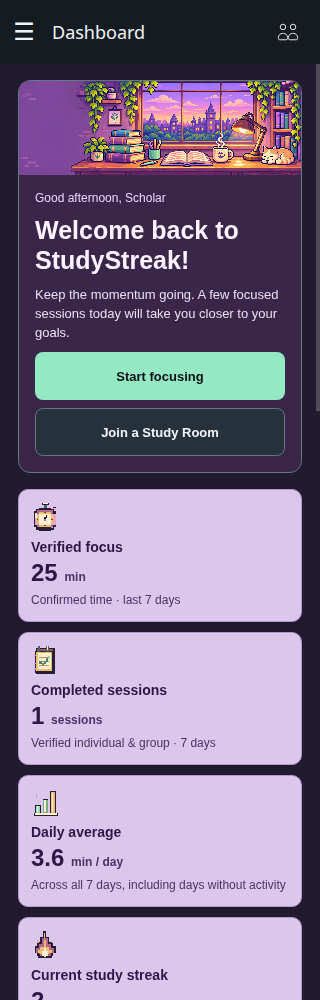 Dashboard
Good afternoon, Scholar
Welcome back to
StudyStreak!
Keep the momentum going. A few focused
sessions today will take you closer to your
goals.
Start focusing
Join a Study Room
Verified focus
25 min
Confirmed time · last 7 days
Completed sessions
1 sessions
Verified individual & group · 7 days
Daily average
3.6 min / day
Across all 7 days, including days without activity
Current study streak